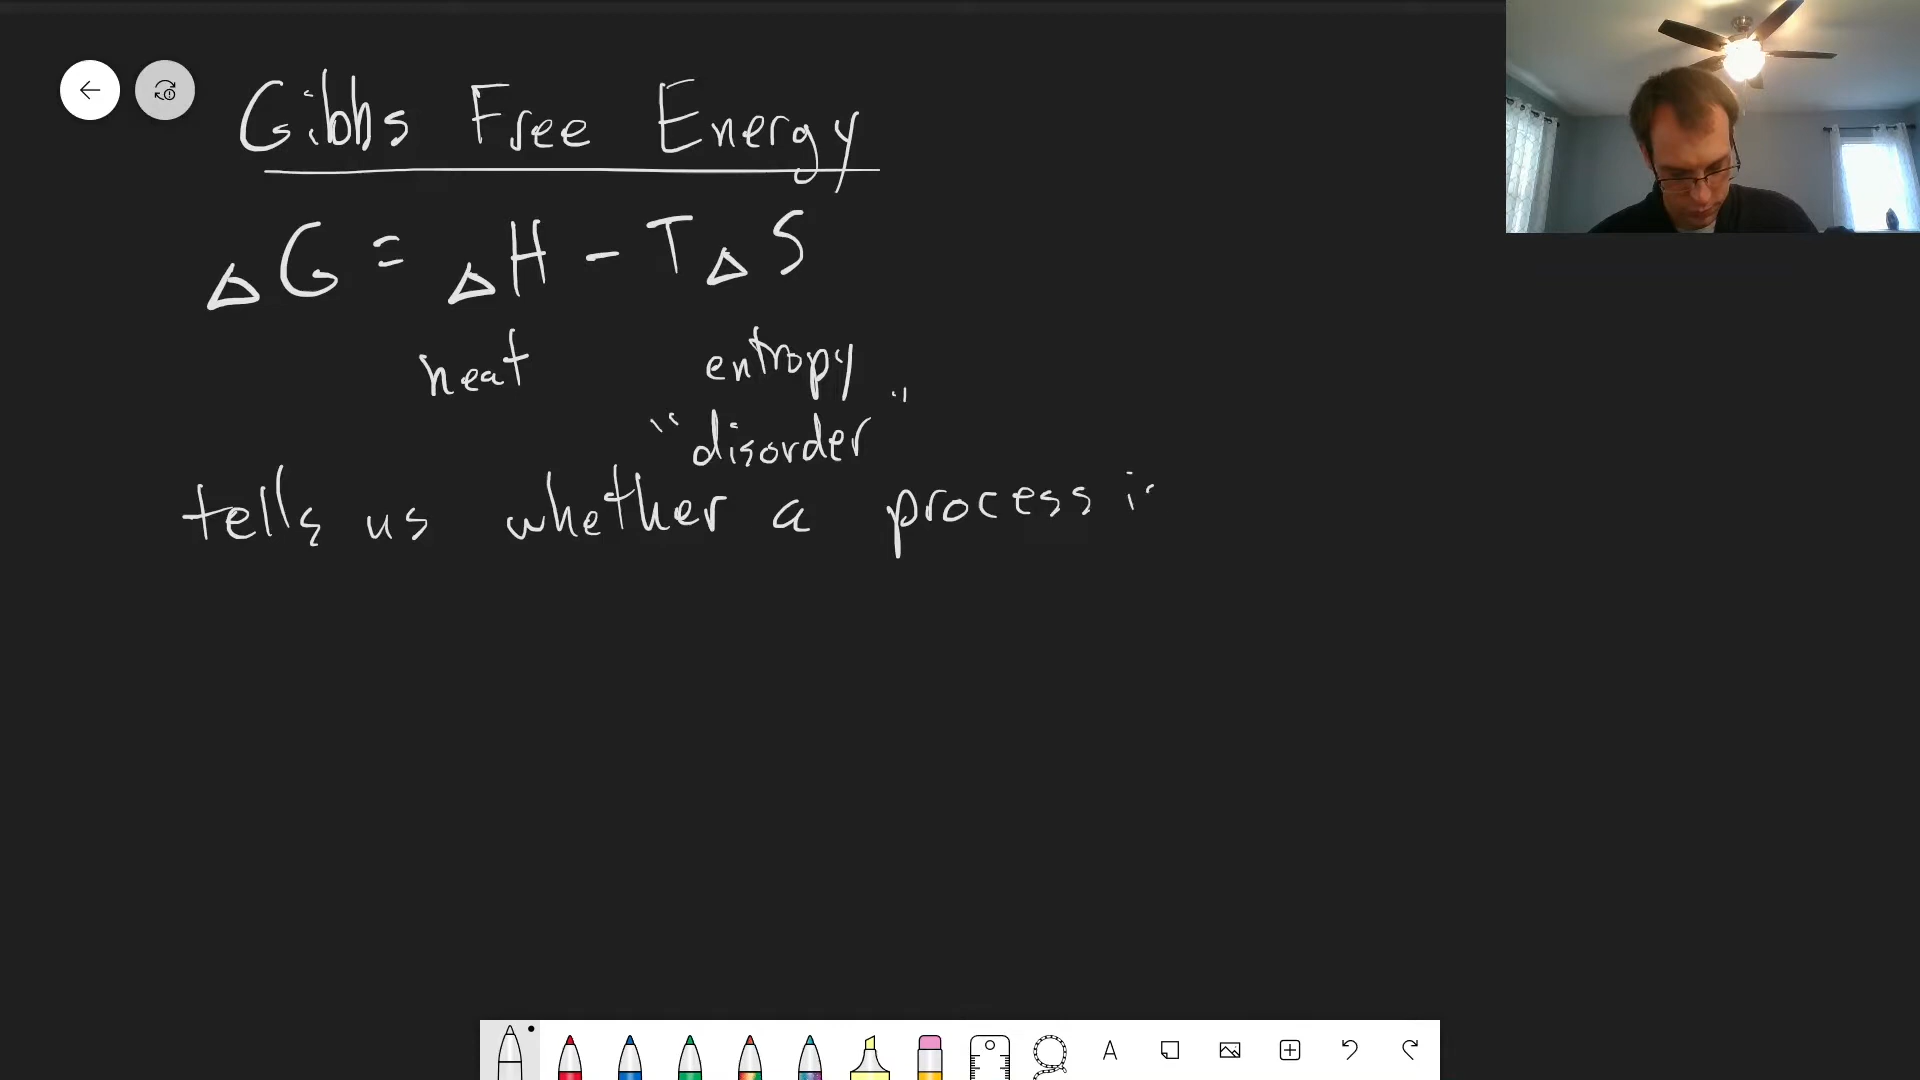 Gibbs Free Energy
ΔG = ΔH - TΔS
heat entropy
"disorder"
tells us whether a process i
A